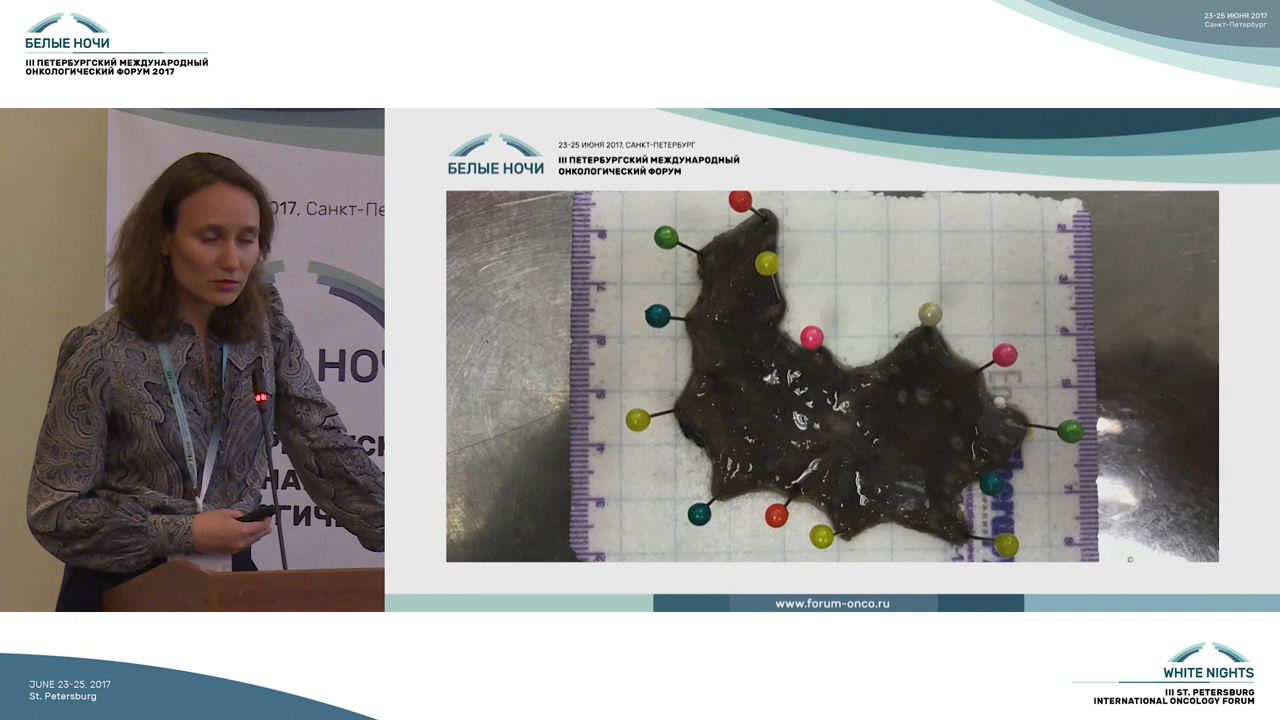 БЕЛЫЕ НОЧИ
III ПЕТЕРБУРГСКИЙ МЕЖДУНАРОДНЫЙ
ОНКОЛОГИЧЕСКИЙ ФОРУМ 2017
23-25 ИЮНЯ 2017
Санкт-Петербург
017, Санкт-Пе
НОЧ
23-25 ИЮНЯ 2017, САНКТ-ПЕТЕРБУРГ
БЕЛЫЕ НОЧИ
III ПЕТЕРБУРГСКИЙ МЕЖДУНАРОДНЫЙ
ОНКОЛОГИЧЕСКИЙ ФОРУМ
www.forum-onco.ru
JUNE 23-25, 2017
St. Petersburg
WHITE NIGHTS
III ST. PETERSBURG
INTERNATIONAL ONCOLOGY FORUM